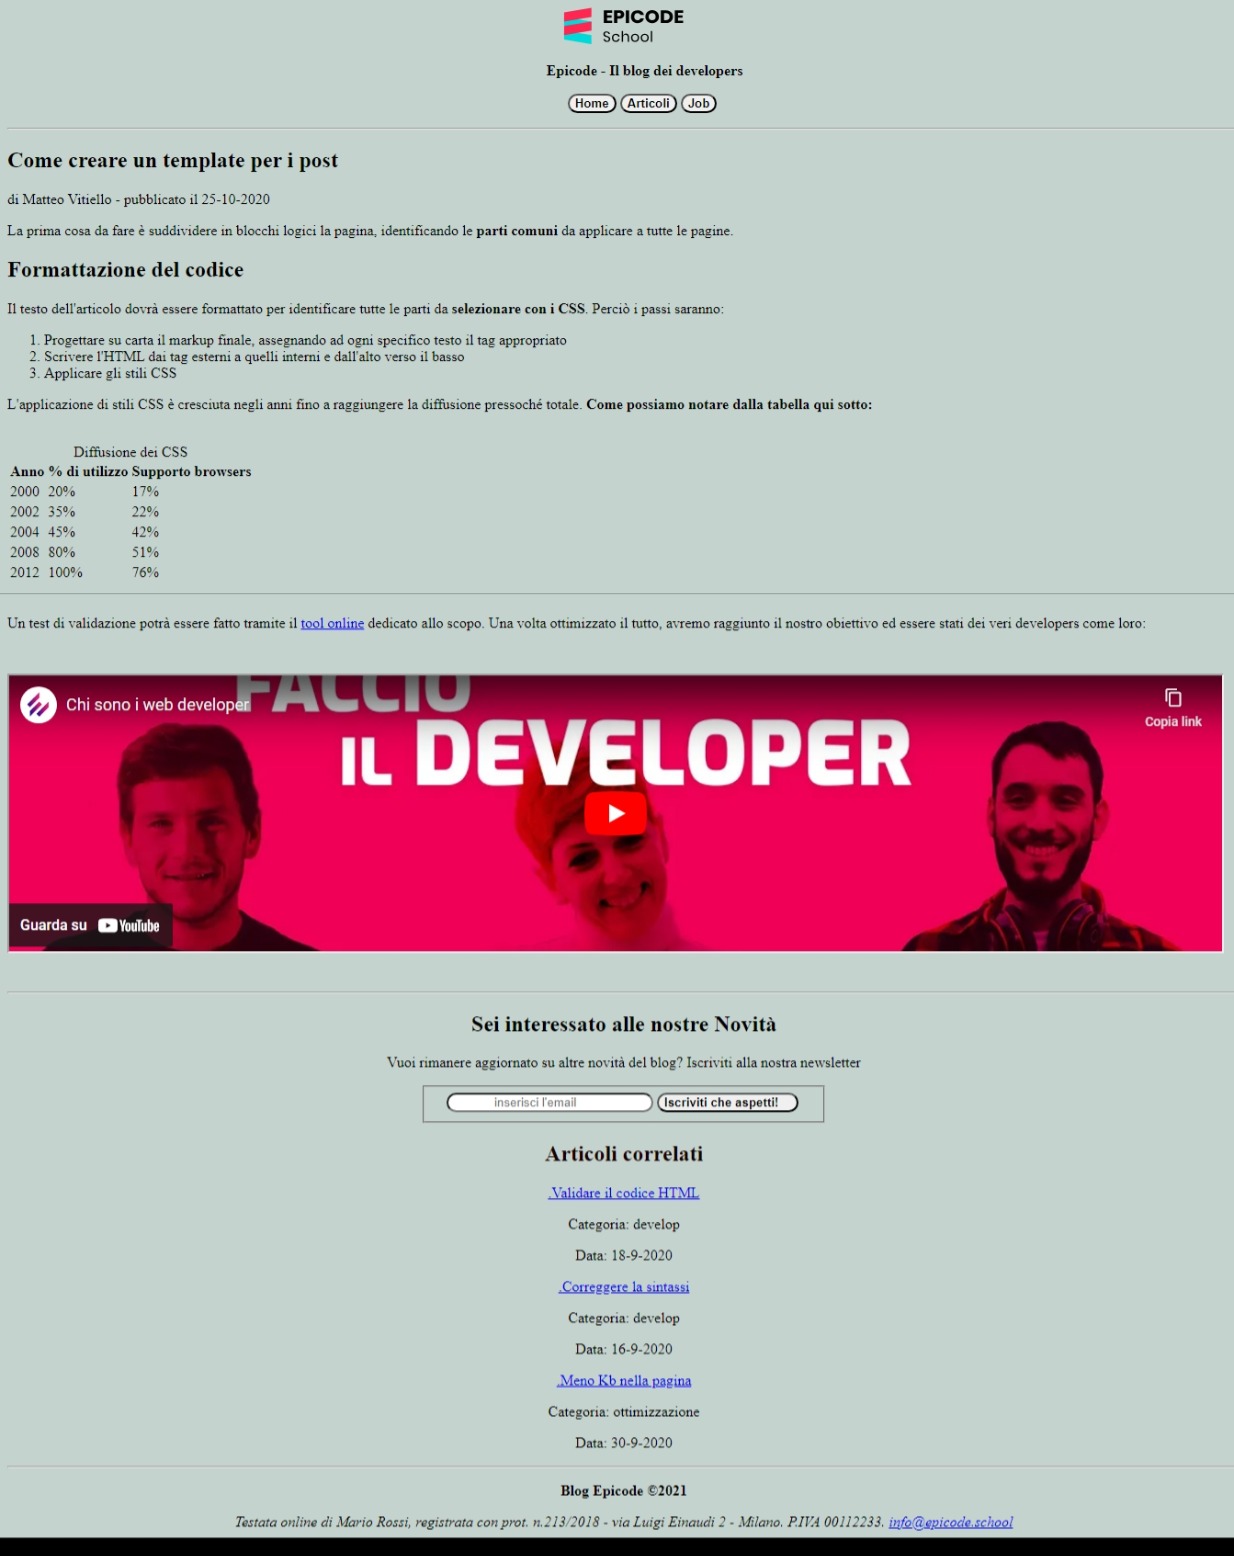 EPICODE
School
Epicode - Il blog dei developers
Home Articoli Job
Come creare un template per i post
di Matteo Vitiello - pubblicato il 25-10-2020
La prima cosa da fare è suddividere in blocchi logici la pagina, identificando le parti comuni da applicare a tutte le pagine.
Formattazione del codice
Il testo dell'articolo dovrà essere formattato per identificare tutte le parti da selezionare con i CSS. Perciò i passi saranno:
1. Progettare su carta il markup finale, assegnando ad ogni specifico testo il tag appropriato
2. Scrivere l'HTML dai tag esterni a quelli interni e dall'alto verso il basso
3. Applicare gli stili CSS
L'applicazione di stili CSS è cresciuta negli anni fino a raggiungere la diffusione pressoché totale. Come possiamo notare dalla tabella qui sotto:
Diffusione dei CSS
Anno % di utilizzo Supporto browsers
2000 20% 17%
2002 35% 22%
2004 45% 42%
2008 80% 51%
2012 100% 76%
Un test di validazione potrà essere fatto tramite il tool online dedicato allo scopo. Una volta ottimizzato il tutto, avremo raggiunto il nostro obiettivo ed essere stati dei veri developers come loro:
FACCIO
Chi sono i web developer
Copia link
IL DEVELOPER
Guarda su YouTube
Sei interessato alle nostre Novità
Vuoi rimanere aggiornato su altre novità del blog? Iscriviti alla nostra newsletter
inserisci l'email Iscriviti che aspetti!
Articoli correlati
.Validare il codice HTML
Categoria: develop
Data: 18-9-2020
.Correggere la sintassi
Categoria: develop
Data: 16-9-2020
.Meno Kb nella pagina
Categoria: ottimizzazione
Data: 30-9-2020
Blog Epicode ©2021
Testata online di Mario Rossi, registrata con prot. n.213/2018 - via Luigi Einaudi 2 - Milano. P.IVA 00112233. info@epicode.school